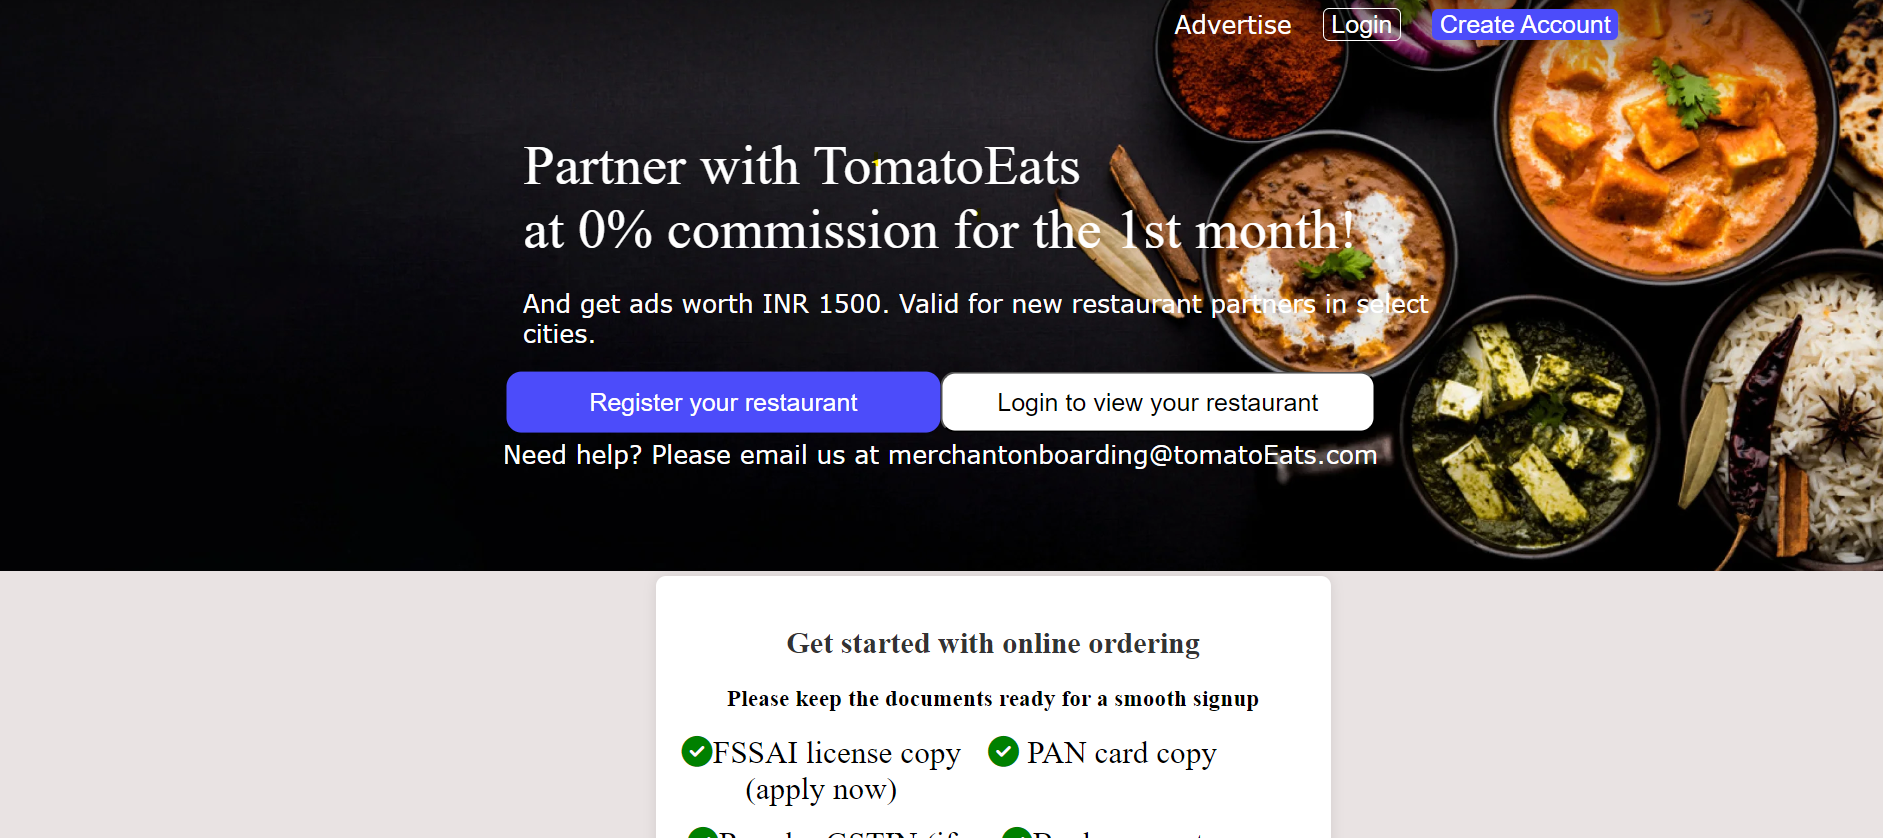 Advertise Login Create Account
Partner with TomatoEats
at 0% commission for the 1st month!
And get ads worth INR 1500. Valid for new restaurant partners in select
cities.
Register your restaurant Login to view your restaurant
Need help? Please email us at merchantonboarding@tomatoEats.com
Get started with online ordering
Please keep the documents ready for a smooth signup
FSSAI license copy PAN card copy
(apply now)